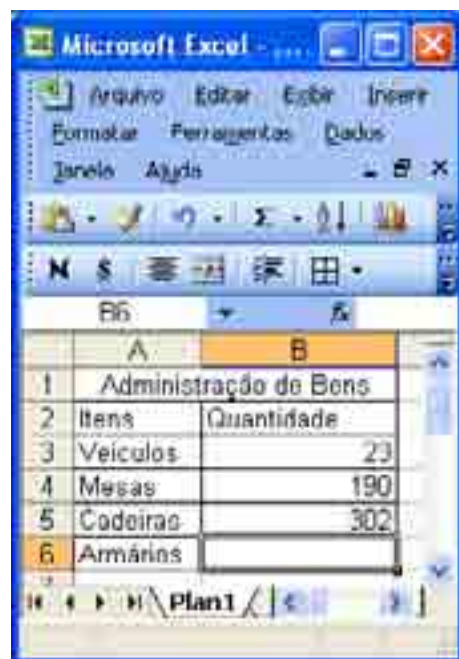 Microsoft Excel - ....
Arquivo Editar Exibir Inserir
Formatar Ferramentas Dados
Janela Ajuda
Σ
N $
B6 fx
A B
1 Administração de Bens
2 Itens Quantidade
3 Veículos 23
4 Mesas 190
5 Cadeiras 302
6 Armários
Plan1